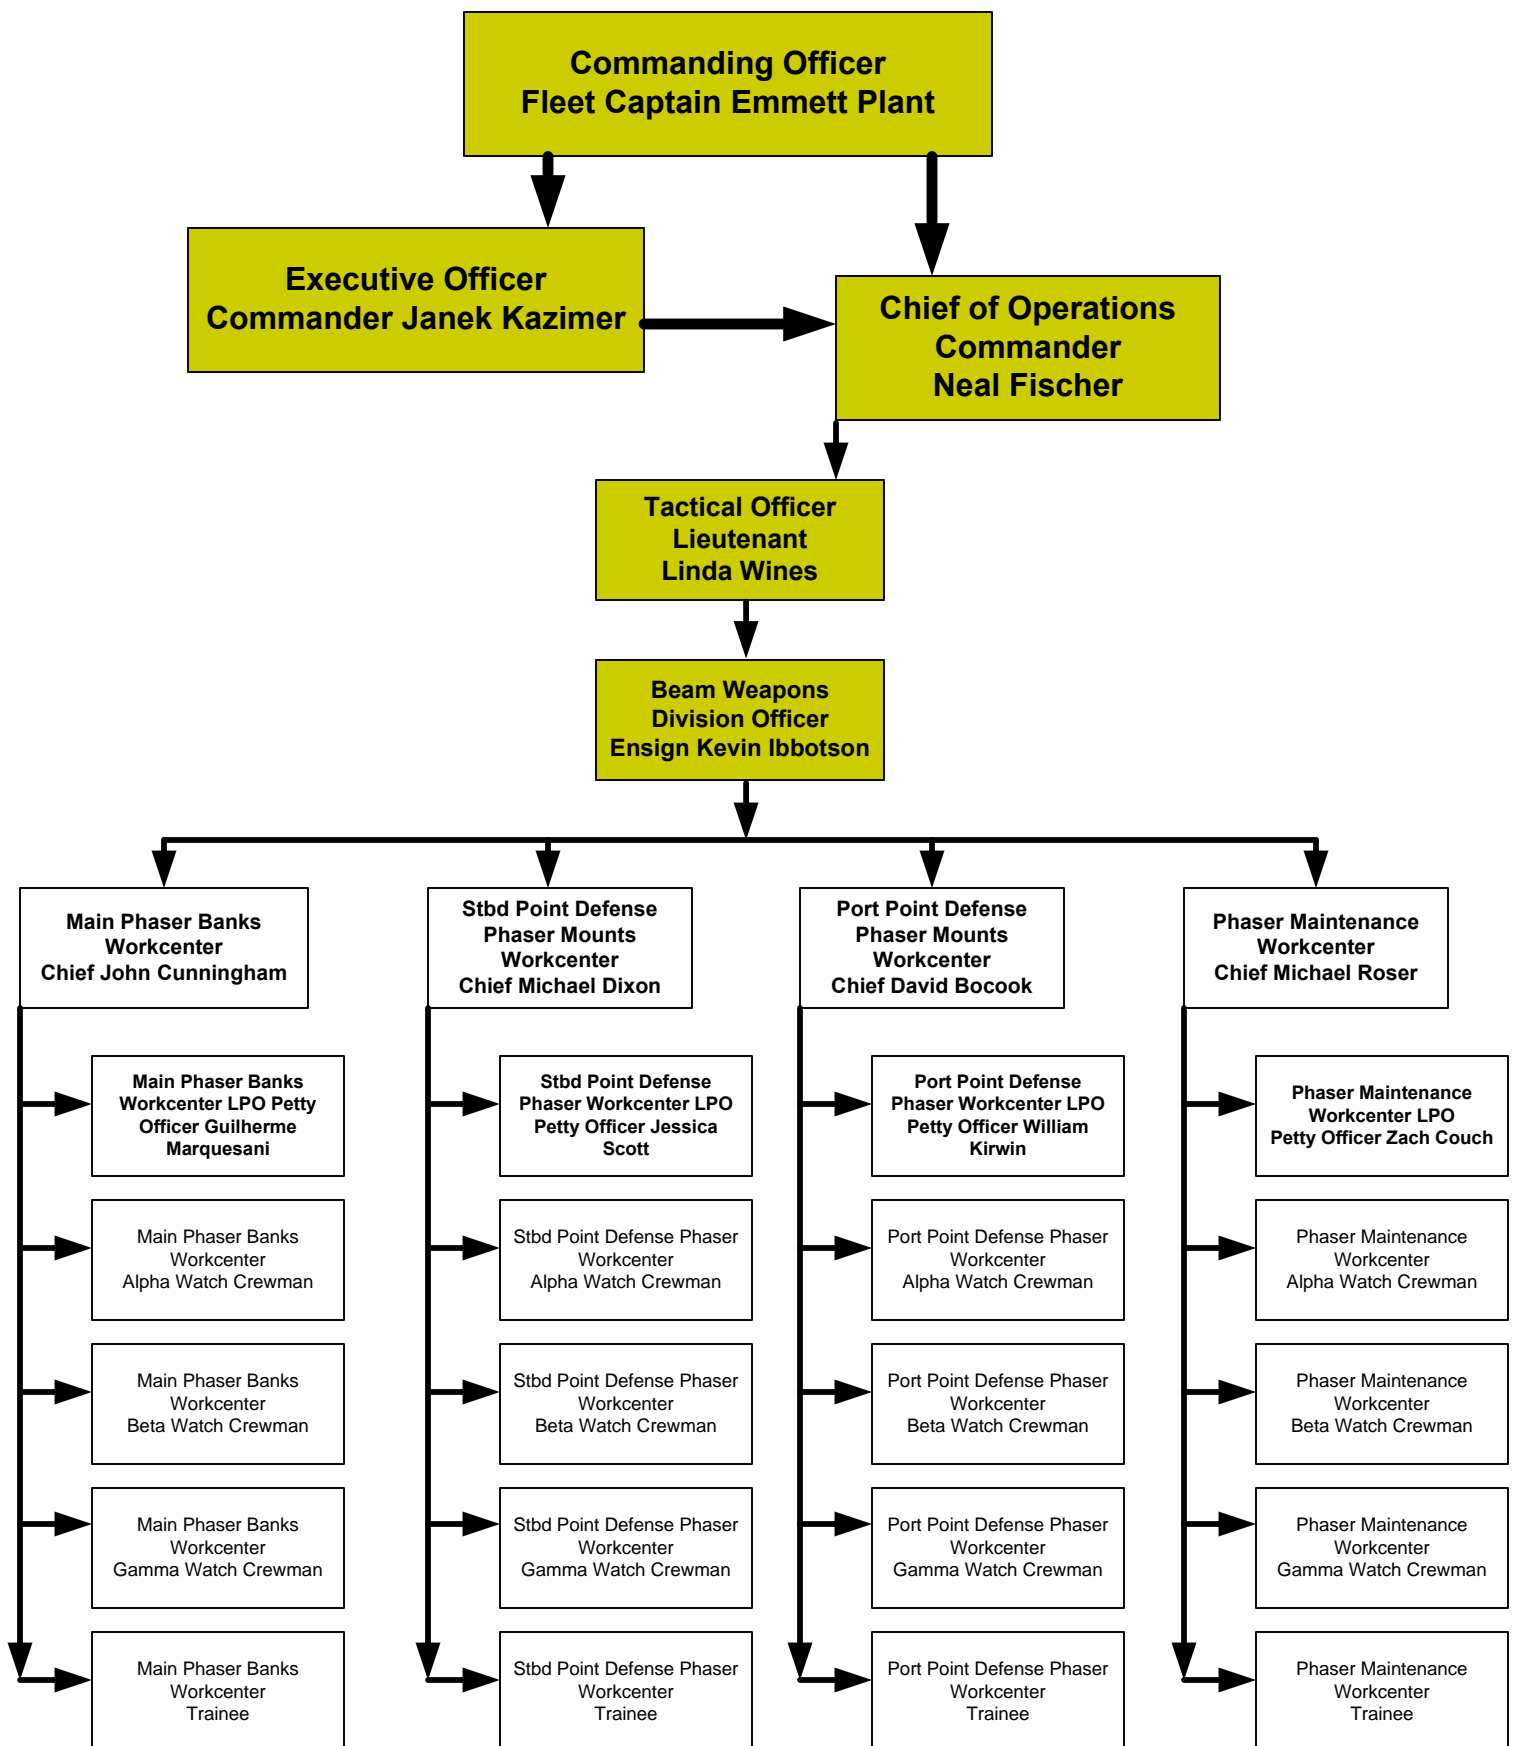 Commanding Officer
Fleet Captain Emmett Plant
Executive Officer
Commander Janek Kazimer
Chief of Operations
Commander
Neal Fischer
Tactical Officer
Lieutenant
Linda Wines
Beam Weapons
Division Officer
Ensign Kevin Ibbotson
Main Phaser Banks
Workcenter
Chief John Cunningham
Stbd Point Defense
Phaser Mounts
Workcenter
Chief Michael Dixon
Port Point Defense
Phaser Mounts
Workcenter
Chief David Bocook
Phaser Maintenance
Workcenter
Chief Michael Roser
Main Phaser Banks
Workcenter LPO Petty
Officer Guilherme
Marquesani
Stbd Point Defense
Phaser Workcenter LPO
Petty Officer Jessica
Scott
Port Point Defense
Phaser Workcenter LPO
Petty Officer William
Kirwin
Phaser Maintenance
Workcenter LPO
Petty Officer Zach Couch
Main Phaser Banks
Workcenter
Alpha Watch Crewman
Stbd Point Defense Phaser
Workcenter
Alpha Watch Crewman
Port Point Defense Phaser
Workcenter
Alpha Watch Crewman
Phaser Maintenance
Workcenter
Alpha Watch Crewman
Main Phaser Banks
Workcenter
Beta Watch Crewman
Stbd Point Defense Phaser
Workcenter
Beta Watch Crewman
Port Point Defense Phaser
Workcenter
Beta Watch Crewman
Phaser Maintenance
Workcenter
Beta Watch Crewman
Main Phaser Banks
Workcenter
Gamma Watch Crewman
Stbd Point Defense Phaser
Workcenter
Gamma Watch Crewman
Port Point Defense Phaser
Workcenter
Gamma Watch Crewman
Phaser Maintenance
Workcenter
Gamma Watch Crewman
Main Phaser Banks
Workcenter
Trainee
Stbd Point Defense Phaser
Workcenter
Trainee
Port Point Defense Phaser
Workcenter
Trainee
Phaser Maintenance
Workcenter
Trainee